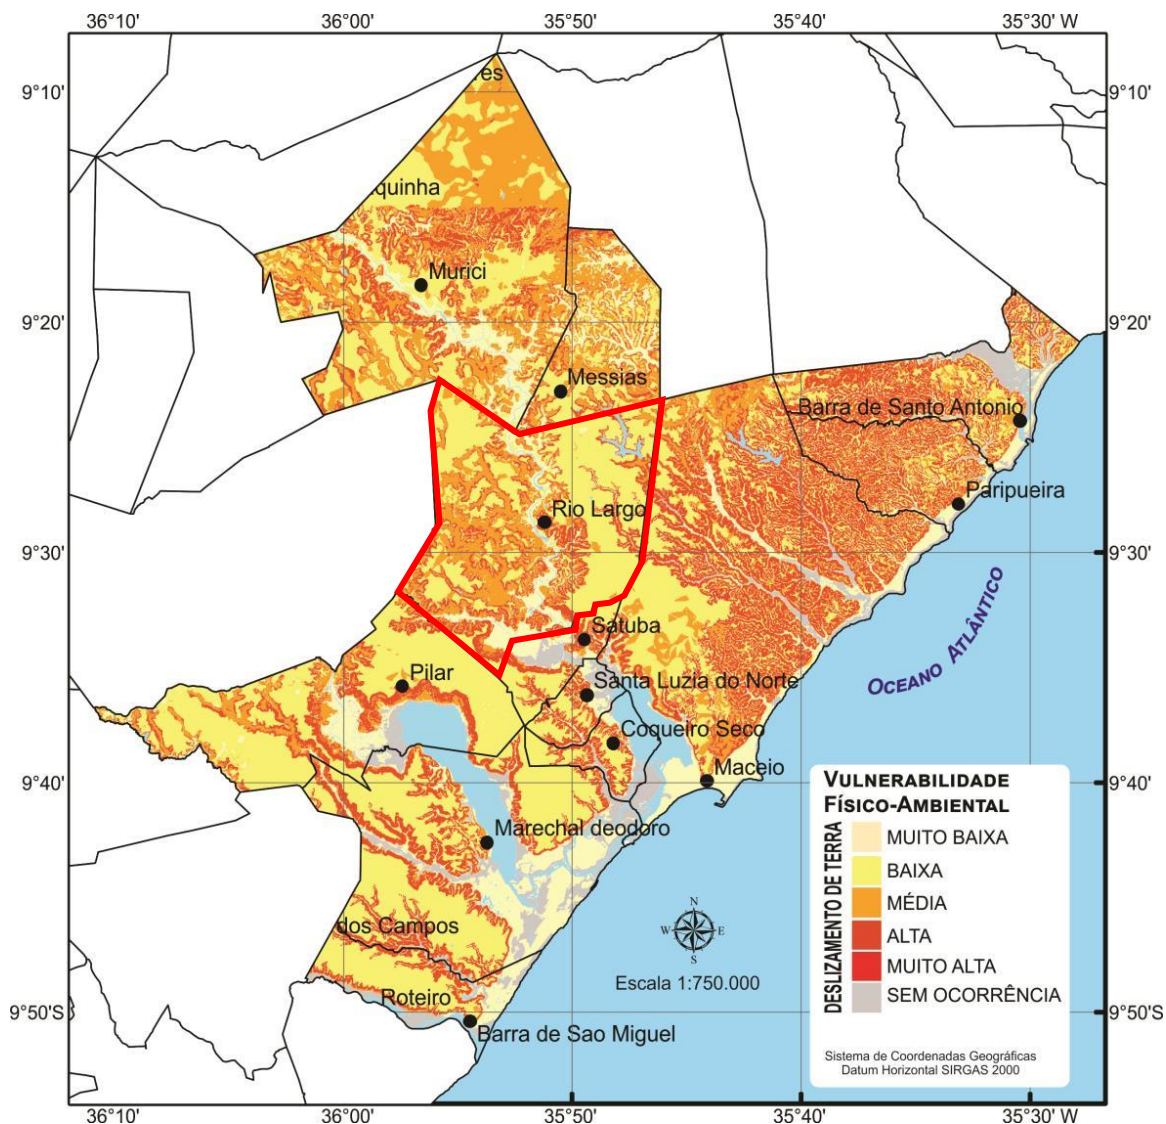 36°10'
36°00'
35°50'
35°40'
35°30' W
9°10'
9°10'
es
quinha
Murici
9°20'
9°20'
Messias
Barra de Santo Antonio
Paripueira
Rio Largo
9°30'
9°30'
OCEANO ATLÂNTICO
Satuba
Pilar
Santa Luzia do Norte
Coqueiro Seco
Maceio
9°40'
9°40'
VULNERABILIDADE
FÍSICO-AMBIENTAL
DESLIZAMENTO DE TERRA
MUITO BAIXA
BAIXA
MÉDIA
ALTA
MUITO ALTA
SEM OCORRÊNCIA
Marechal deodoro
dos Campos
N
W E
S
Escala 1:750.000
Roteiro
Barra de Sao Miguel
9°50'S
9°50'S
Sistema de Coordenadas Geográficas
Datum Horizontal SIRGAS 2000
36°10'
36°00'
35°50'
35°40'
35°30' W